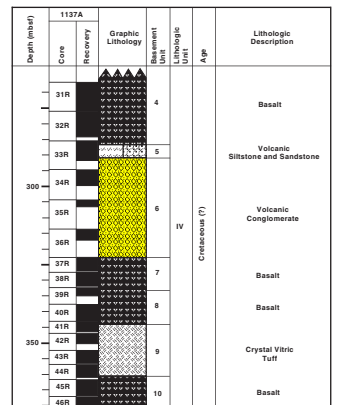 1137A
Depth (mbsf)
Core
Recovery
Graphic
Lithology
Basement
Unit
Lithologic
Unit
Age
Lithologic
Description
31R
32R
33R
34R
35R
36R
37R
38R
39R
40R
41R
42R
43R
44R
45R
46R
300
350
4
5
6
7
8
9
10
IV
Cretaceous (?)
Basalt
Volcanic
Siltstone and Sandstone
Volcanic
Conglomerate
Basalt
Basalt
Crystal Vitric
Tuff
Basalt